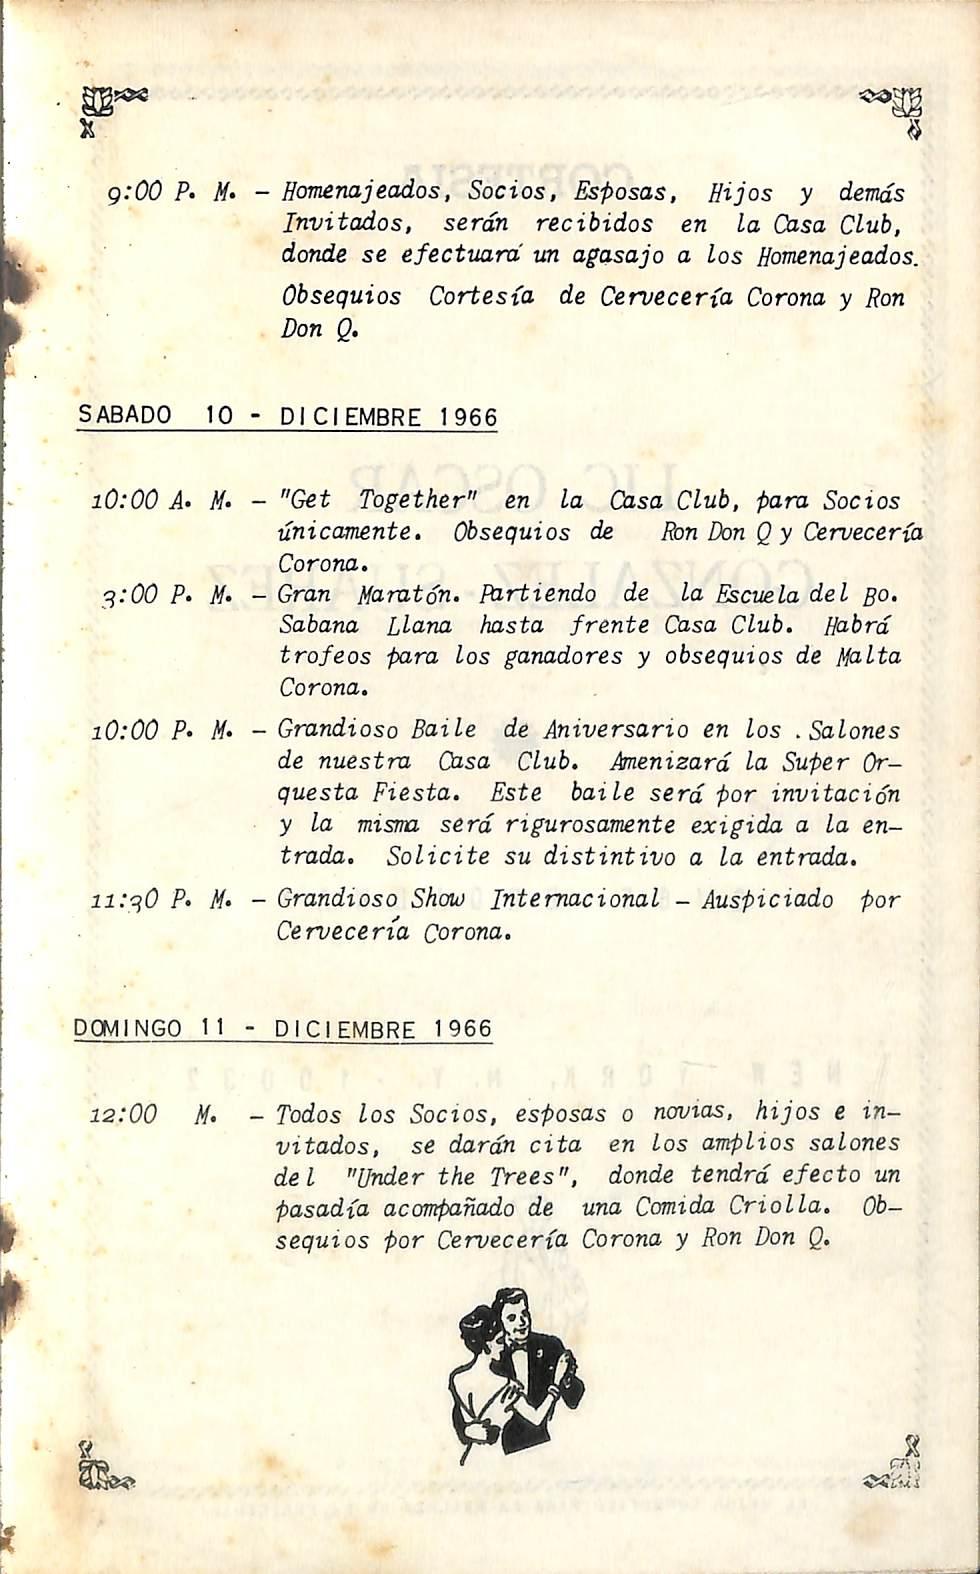 9:00 P. M. - Homenajeados, Socios, Esposas, Hijos y demás
Invitados, serán recibidos en la Casa Club,
donde se efectuará un agasajo a los Homenajeados.
Obsequios Cortesía de Cervecería Corona y Ron
Don Q.
SABADO 10 - DICIEMBRE 1966
10:00 A. M. - "Get Together" en la Casa Club, para Socios
únicamente. Obsequios de Ron Don Q y Cervecería
Corona.
3:00 P. M. - Gran Maratón. Partiendo de la Escuela del Bo.
Sabana Llana hasta frente Casa Club. Habrá
trofeos para los ganadores y obsequios de Malta
Corona.
10:00 P. M. - Grandioso Baile de Aniversario en los . Salones
de nuestra Casa Club. Amenizará la Super Or-
questa Fiesta. Este baile será por invitación
y la misma será rigurosamente exigida a la en-
trada. Solicite su distintivo a la entrada.
11:30 P. M. - Grandioso Show Internacional - Auspiciado por
Cervecería Corona.
DOMINGO 11 - DICIEMBRE 1966
12:00 M. - Todos los Socios, esposas o novias, hijos e in-
vitados, se darán cita en los amplios salones
del "Under the Trees", donde tendrá efecto un
pasadía acompañado de una Comida Criolla. Ob-
sequios por Cervecería Corona y Ron Don Q.